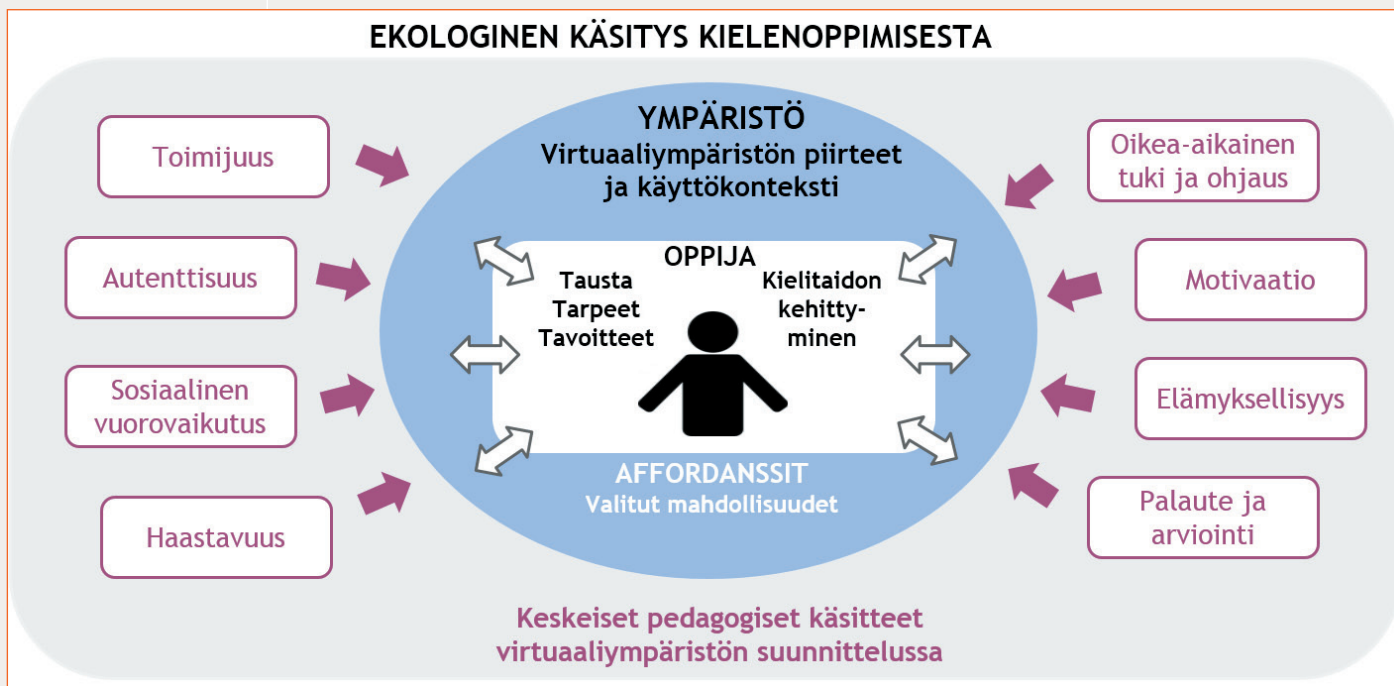 EKOLOGINEN KÄSITYS KIELENOPPIMISESTA
Toimijuus
Autenttisuus
Sosiaalinen
vuorovaikutus
Haastavuus
YMPÄRISTÖ
Virtuaaliympäristön piirteet
ja käyttökonteksti
OPPIJA
Tausta
Tarpeet
Tavoitteet
Kielitaidon
kehitty-
minen
AFFORDANSSIT
Valitut mahdollisuudet
Oikea-aikainen
tuki ja ohjaus
Motivaatio
Elämyksellisyys
Palaute ja
arviointi
Keskeiset pedagogiset käsitteet
virtuaaliympäristön suunnittelussa